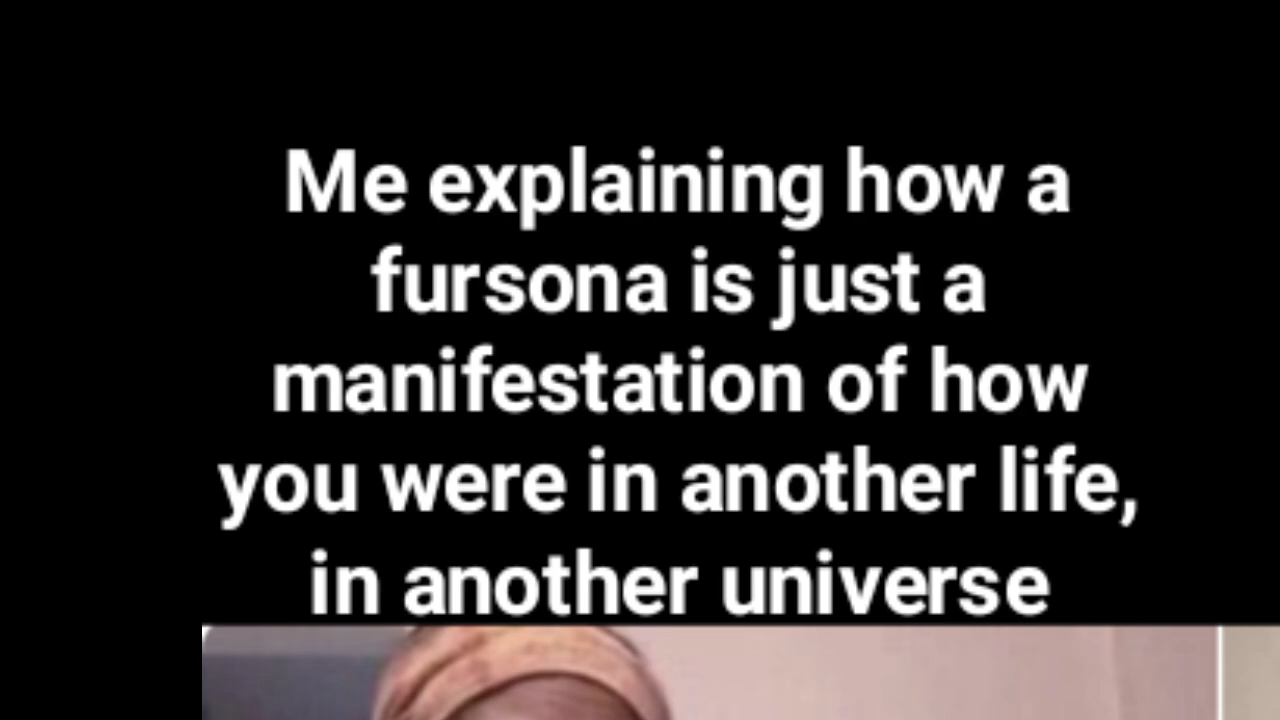 Me explaining how a
fursona is just a
manifestation of how
you were in another life,
in another universe